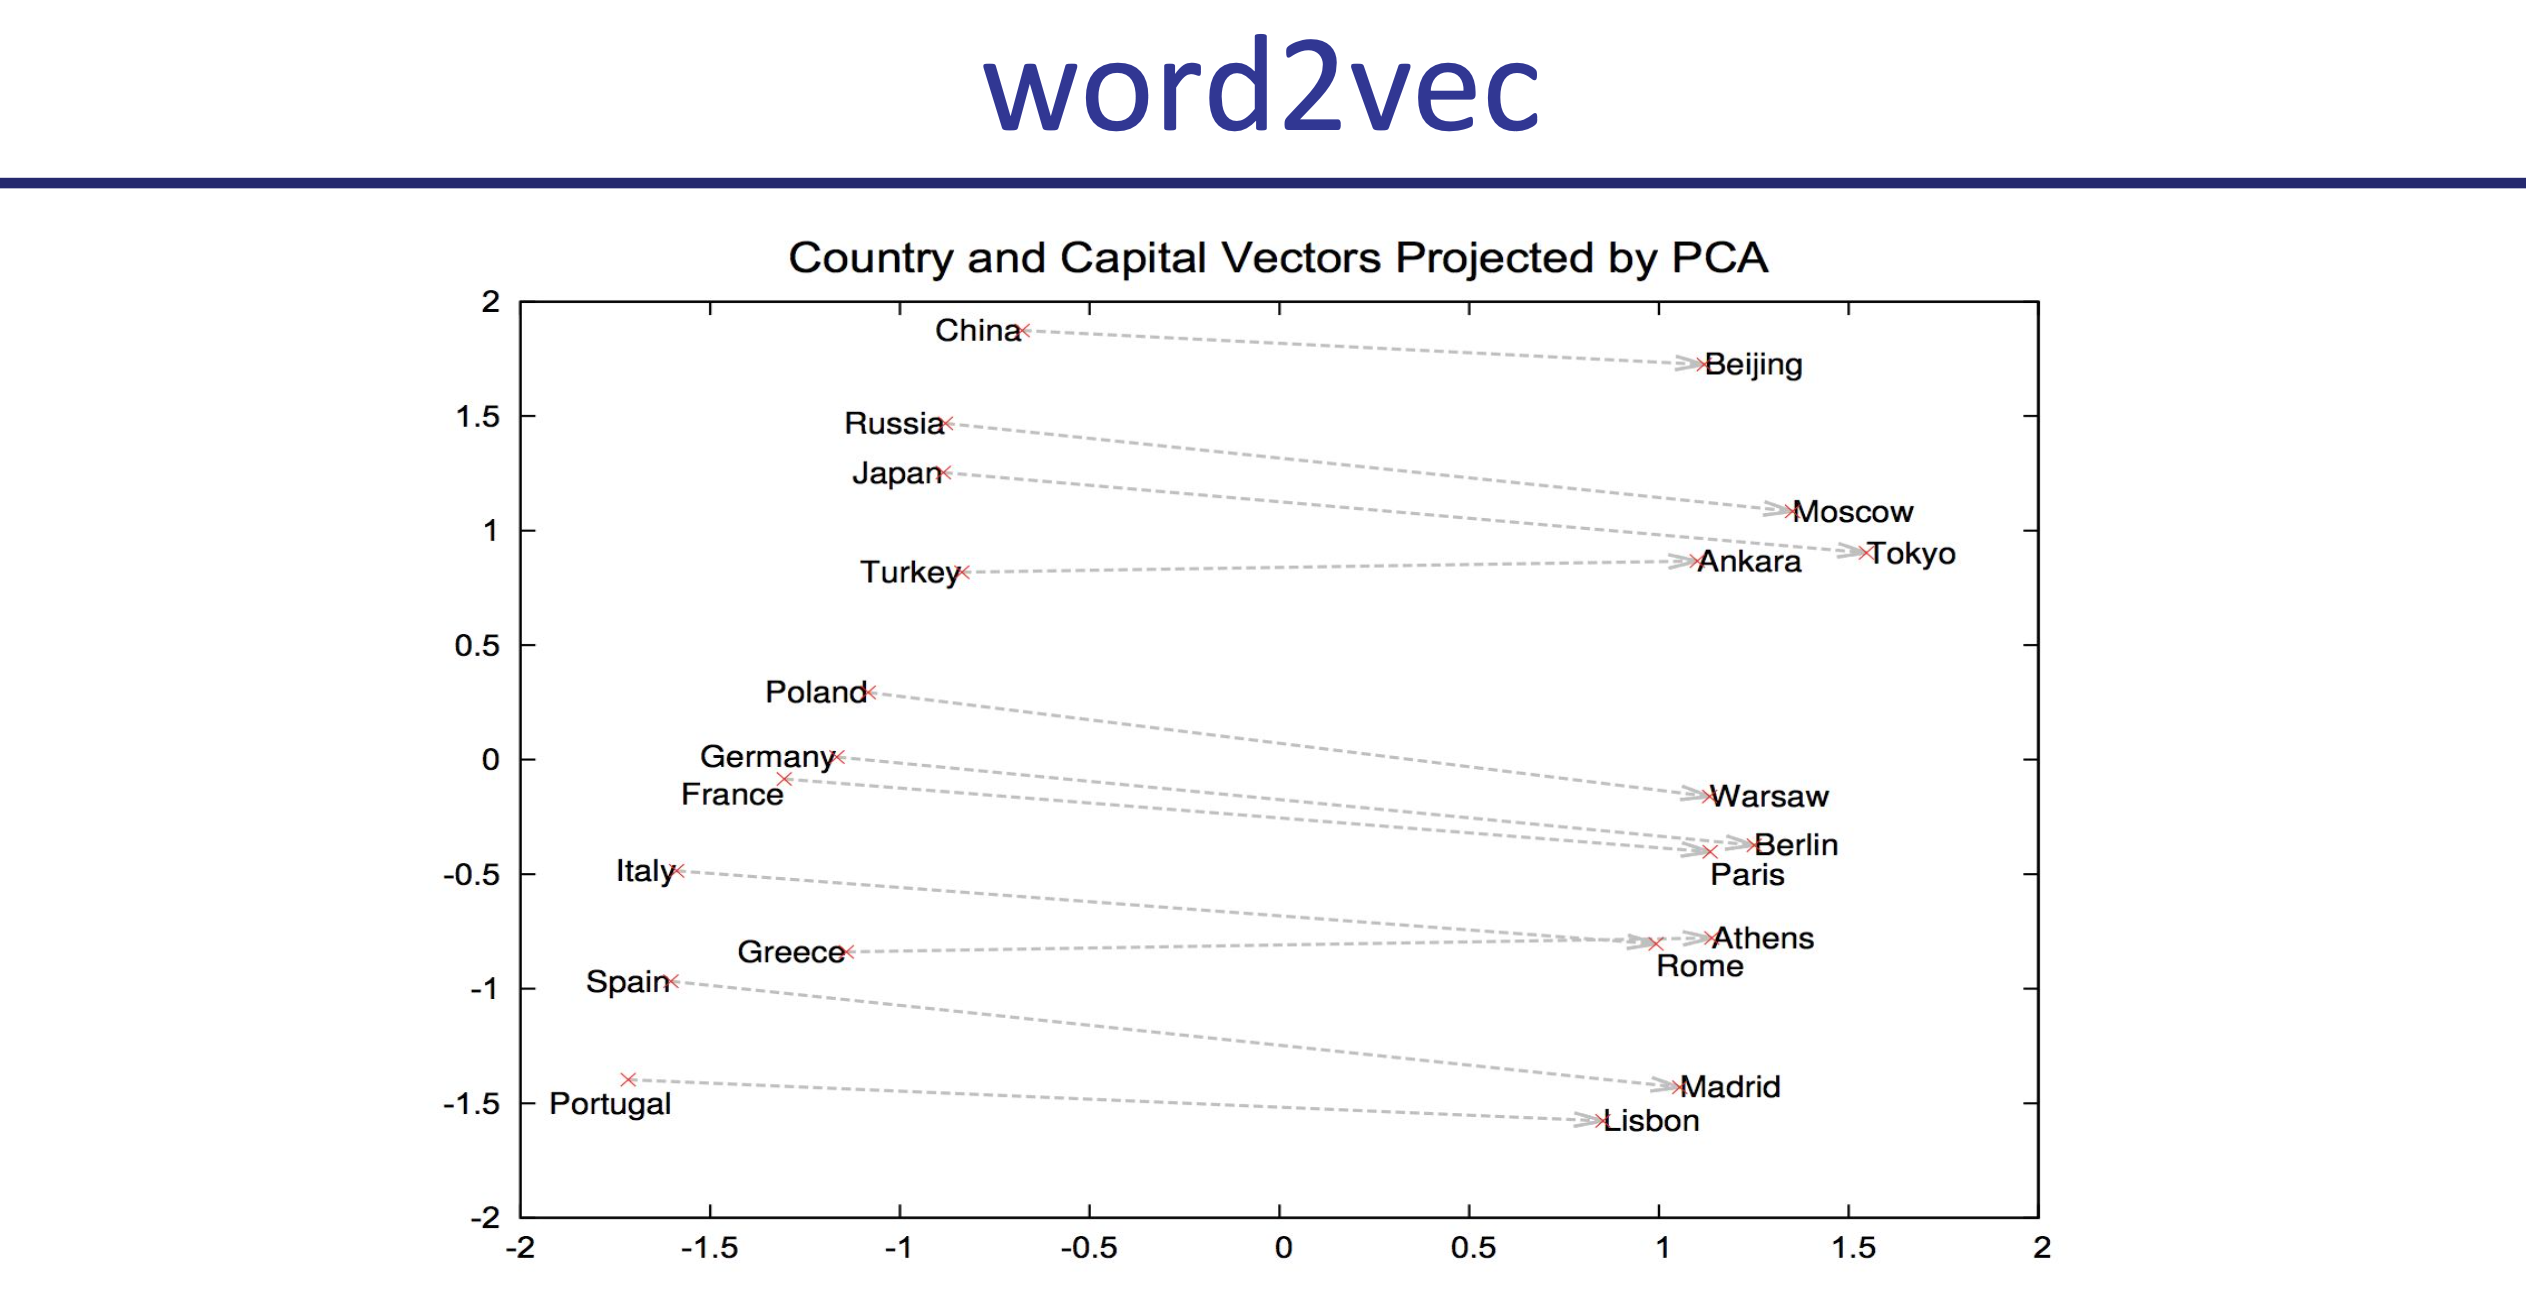 word2vec
Country and Capital Vectors Projected by PCA
2
China
Beijing
1.5
Russia
Japan
Moscow
1
Tokyo
Ankara
Turkey
0.5
Poland
Germany
0
France
Warsaw
Berlin
Italy
-0.5
Paris
Athens
Greece
Rome
Spain
-1
Madrid
-1.5
Portugal
Lisbon
-2
-2 -1.5 -1 -0.5 0 0.5 1 1.5 2